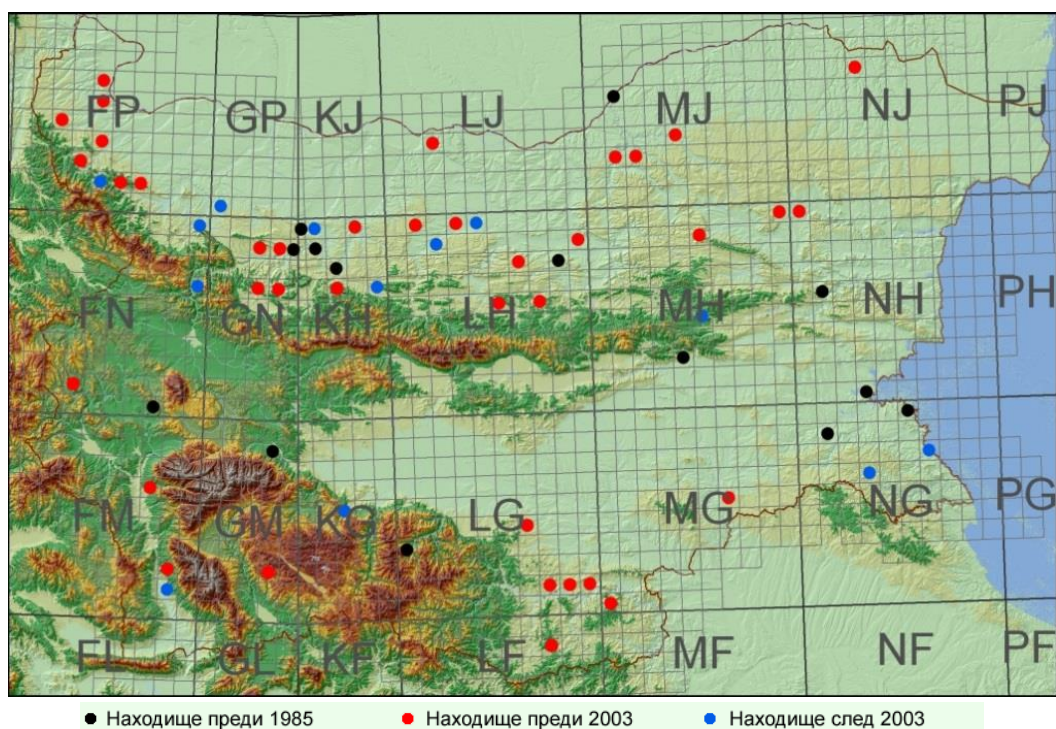 FP GP KJ LJ MJ NJ PJ
FN GN KH LH MH NH PH
FM GM KG LG MG NG PG
FL GL KF LF MF NF PF
Находище преди 1985 Находище преди 2003 Находище след 2003